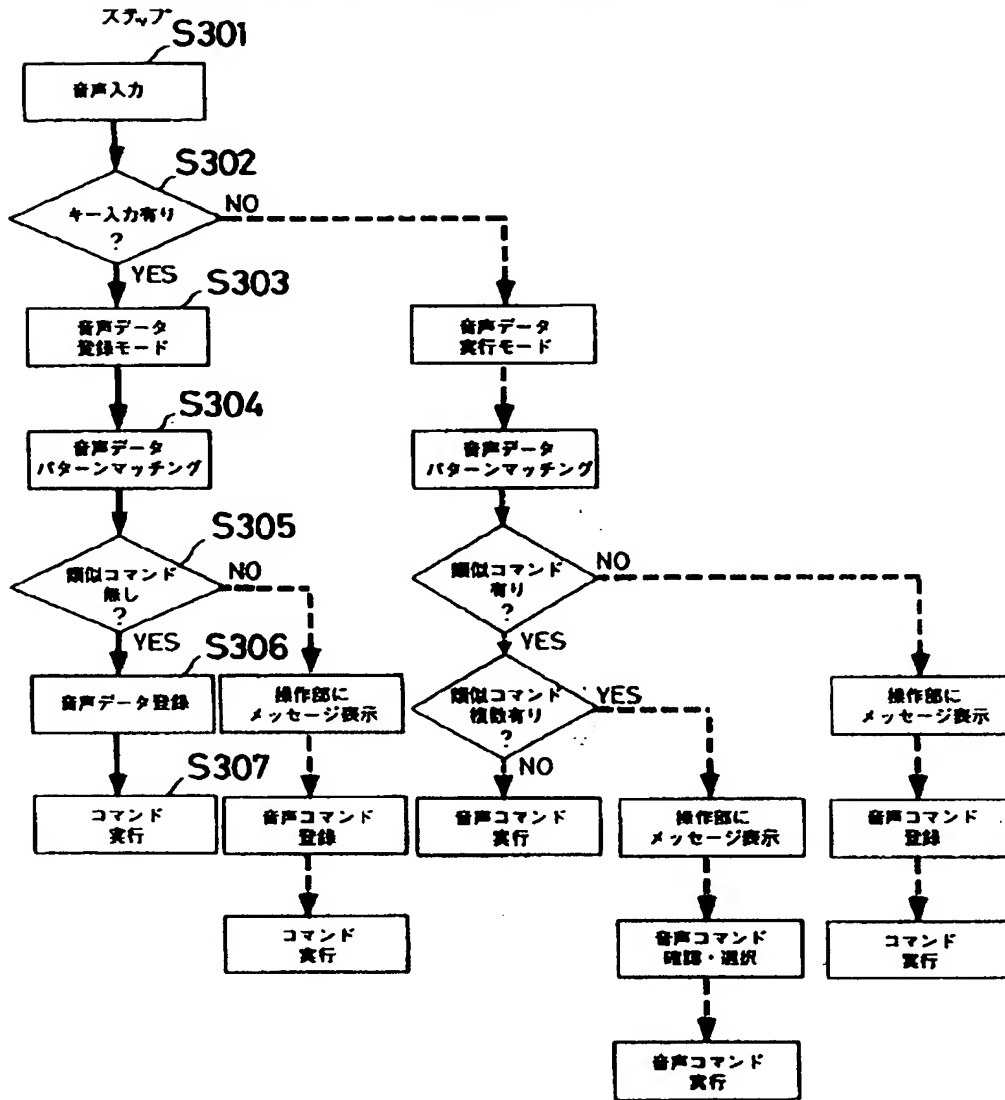 ステップ
S301
音声入力
S302
キー入力有り
?
NO
YES
S303
音声データ
登録モード
音声データ
実行モード
S304
音声データ
パターンマッチング
音声データ
パターンマッチング
S305
類似コマンド
無し
?
NO
YES
類似コマンド
有り
?
NO
YES
S306
音声データ登録
操作部に
メッセージ表示
類似コマンド
複数有り
?
YES
NO
操作部に
メッセージ表示
S307
コマンド
実行
音声コマンド
登録
音声コマンド
実行
操作部に
メッセージ表示
音声コマンド
登録
コマンド
実行
音声コマンド
確認・選択
コマンド
実行
音声コマンド
実行